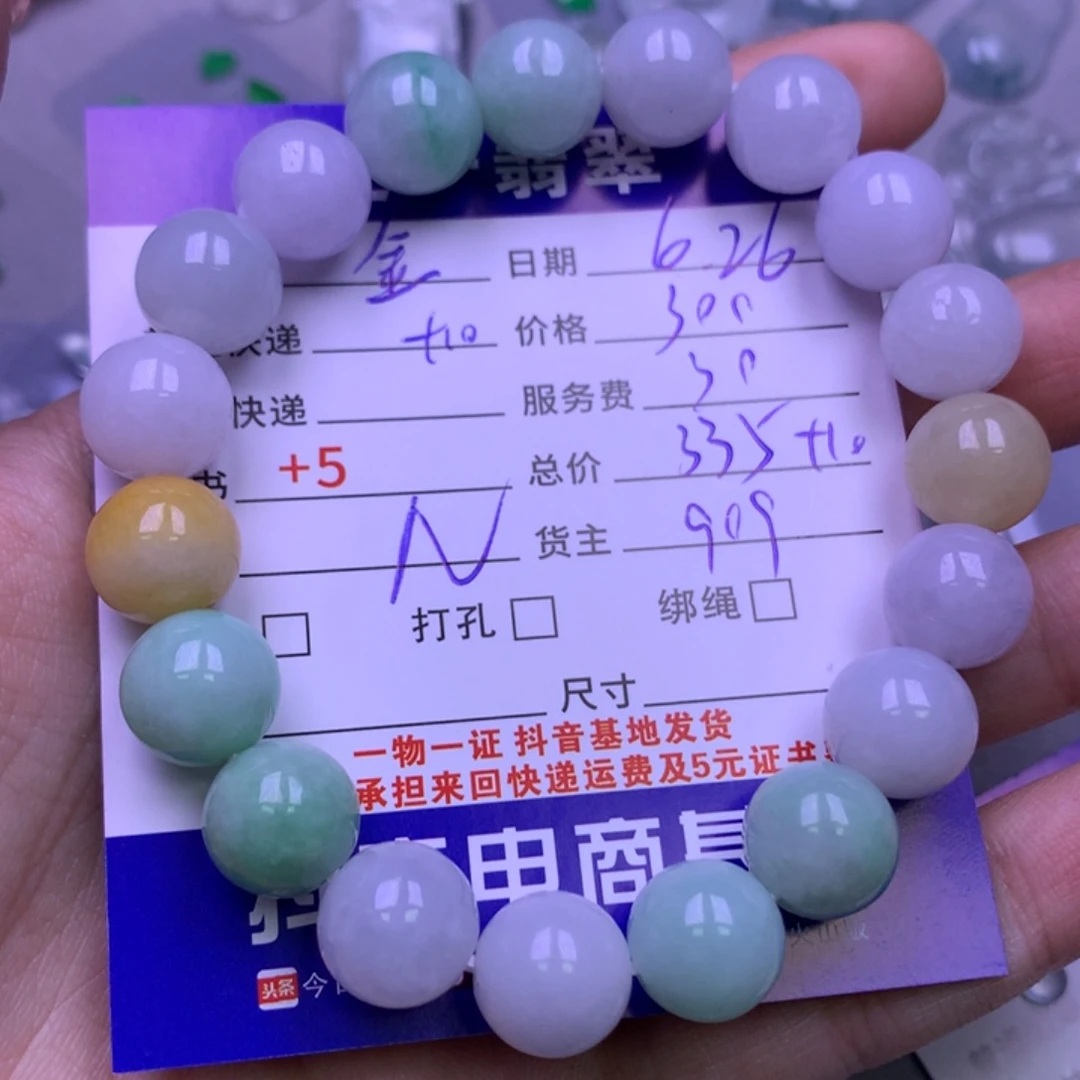 翡翠
金 日期 6.26
快递 +10 价格 300
快递 服务费 30
书 +5 总价 335 +10
N 货主 909
打孔 绑绳
尺寸
一物一证 抖音基地发货
承担来回快递运费及5元证书
电商基
头条 今